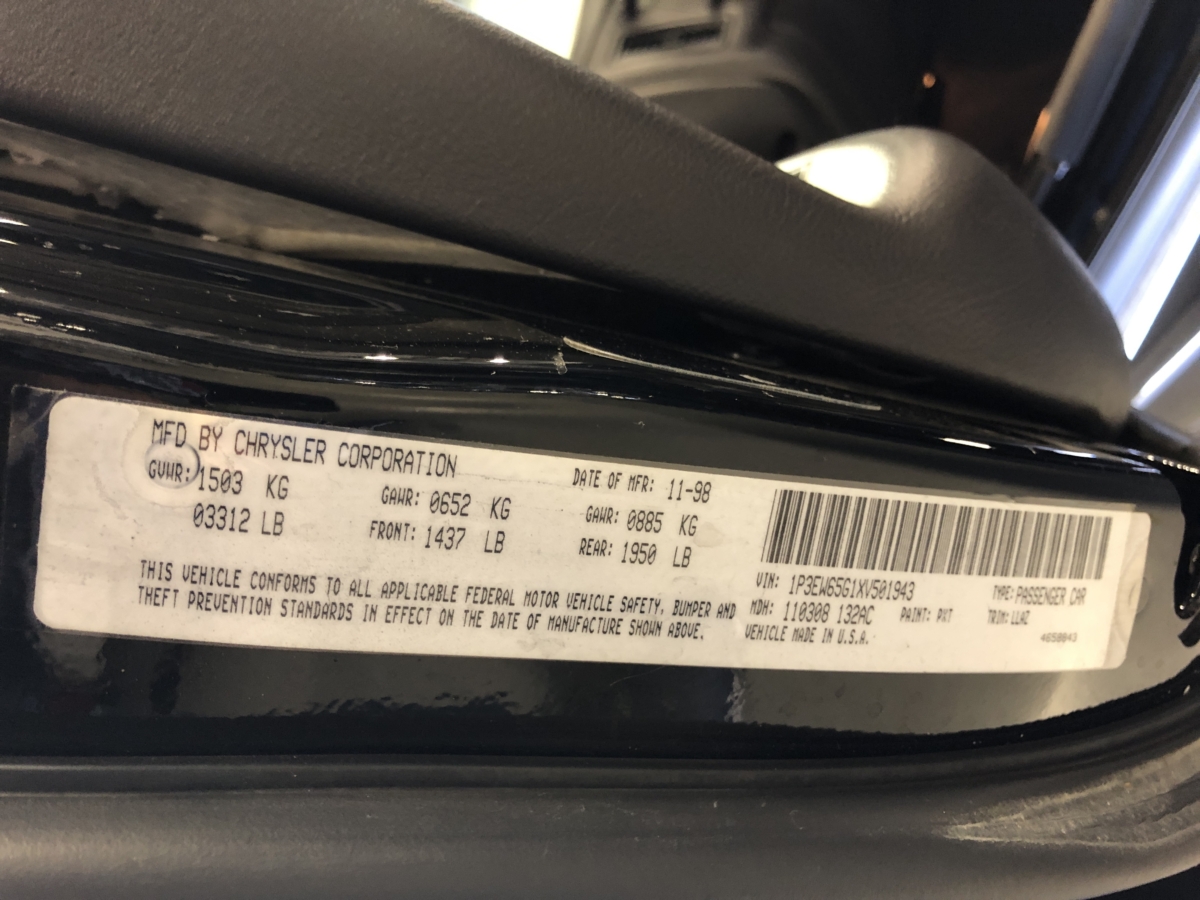 MFD BY CHRYSLER CORPORATION
DATE OF MFR: 11-98
GVWR: 1503 KG
GAWR: 0652 KG
GAWR: 0885 KG
03312 LB
FRONT: 1437 LB
REAR: 1950 LB
THIS VEHICLE CONFORMS TO ALL APPLICABLE FEDERAL MOTOR VEHICLE SAFETY, BUMPER AND
THEFT PREVENTION STANDARDS IN EFFECT ON THE DATE OF MANUFACTURE SHOWN ABOVE.
VIN: 1P3EW65G1XV501943
TYPE: PASSENGER CAR
MDH: 110308 132AC
PAINT: PXT
TRIM: LLAZ
VEHICLE MADE IN U.S.A.
4658843